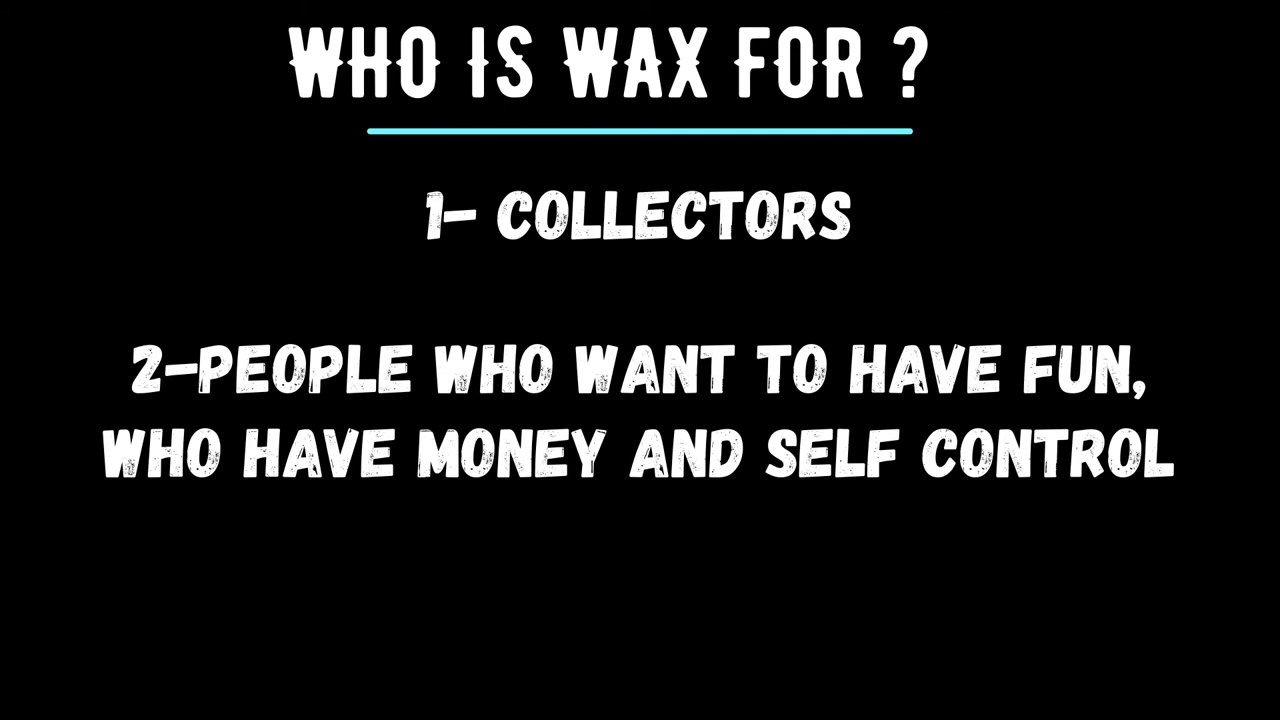 WHO IS WAX FOR ?
1- COLLECTORS
2-PEOPLE WHO WANT TO HAVE FUN,
WHO HAVE MONEY AND SELF CONTROL